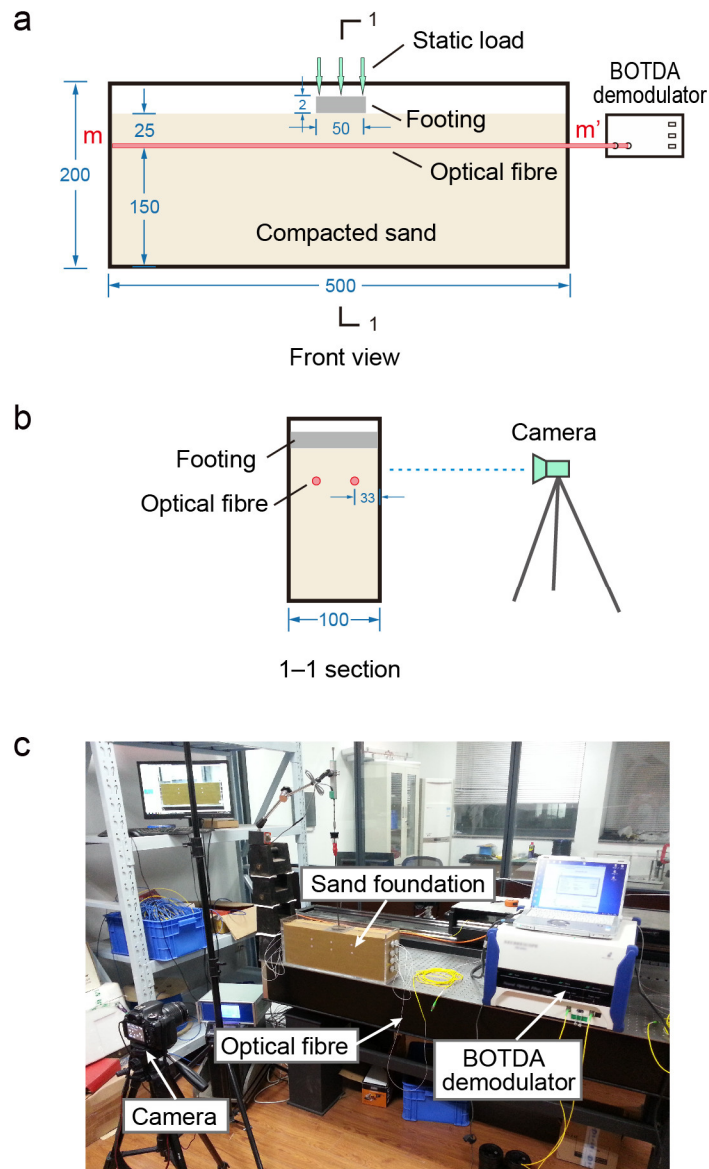 a
1
Static load
BOTDA
demodulator
2
25
50
Footing
m
m’
Optical fibre
200
150
Compacted sand
500
1
Front view
b
Camera
Footing
Optical fibre
33
100
1–1 section
c
Sand foundation
Optical fibre
BOTDA
demodulator
Camera